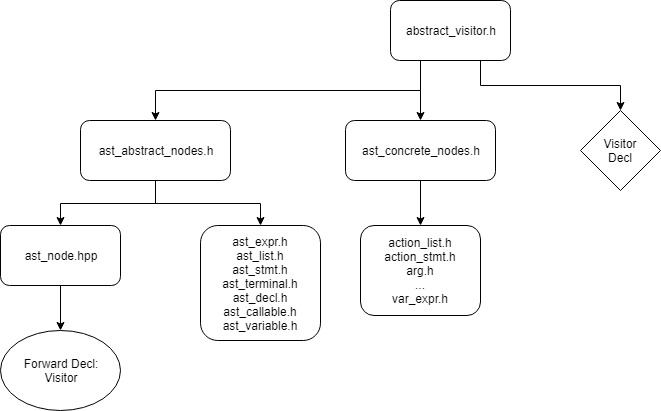 abstract_visitor.h
ast_abstract_nodes.h
ast_concrete_nodes.h
Visitor
Decl
ast_node.hpp
ast_expr.h
ast_list.h
ast_stmt.h
ast_terminal.h
ast_decl.h
ast_callable.h
ast_variable.h
action_list.h
action_stmt.h
arg.h
...
var_expr.h
Forward Decl:
Visitor